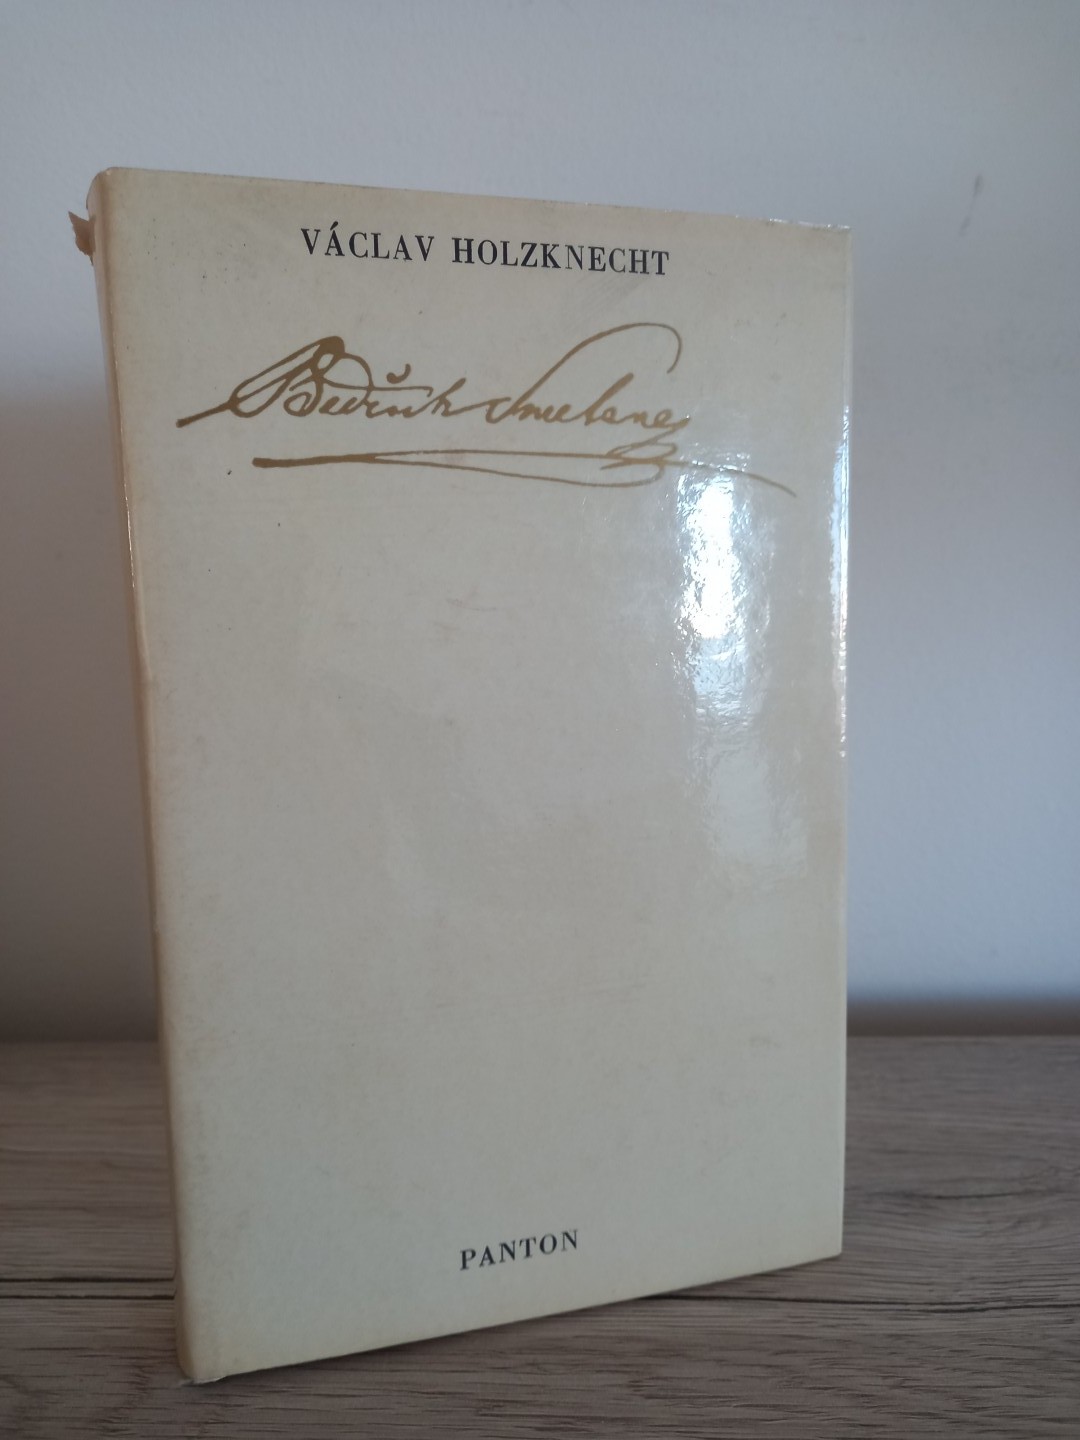 VÁCLAV HOLZKNECHT
Bedřich Smetana
PANTON